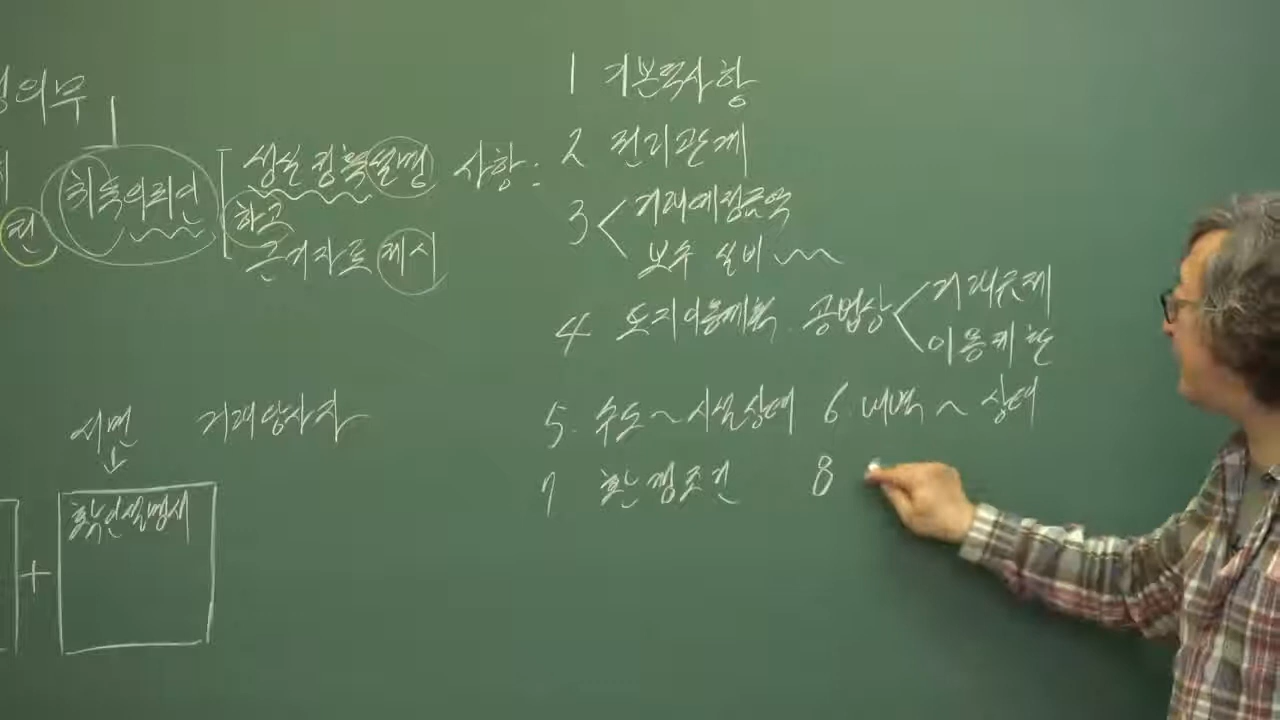 의무
취득의뢰인
성실 정확 설명
하고
근거자료 제시
사항 :
1 기본적사항
2 권리관계
3 거래예정금액
보수 실비
4 토지이용계획. 공법상 거래규제
이용제한
5. 수도~시설상태 6. 내벽~상태
7 환경조건 8
서면 거래당사자
↓
+ 확인설명서